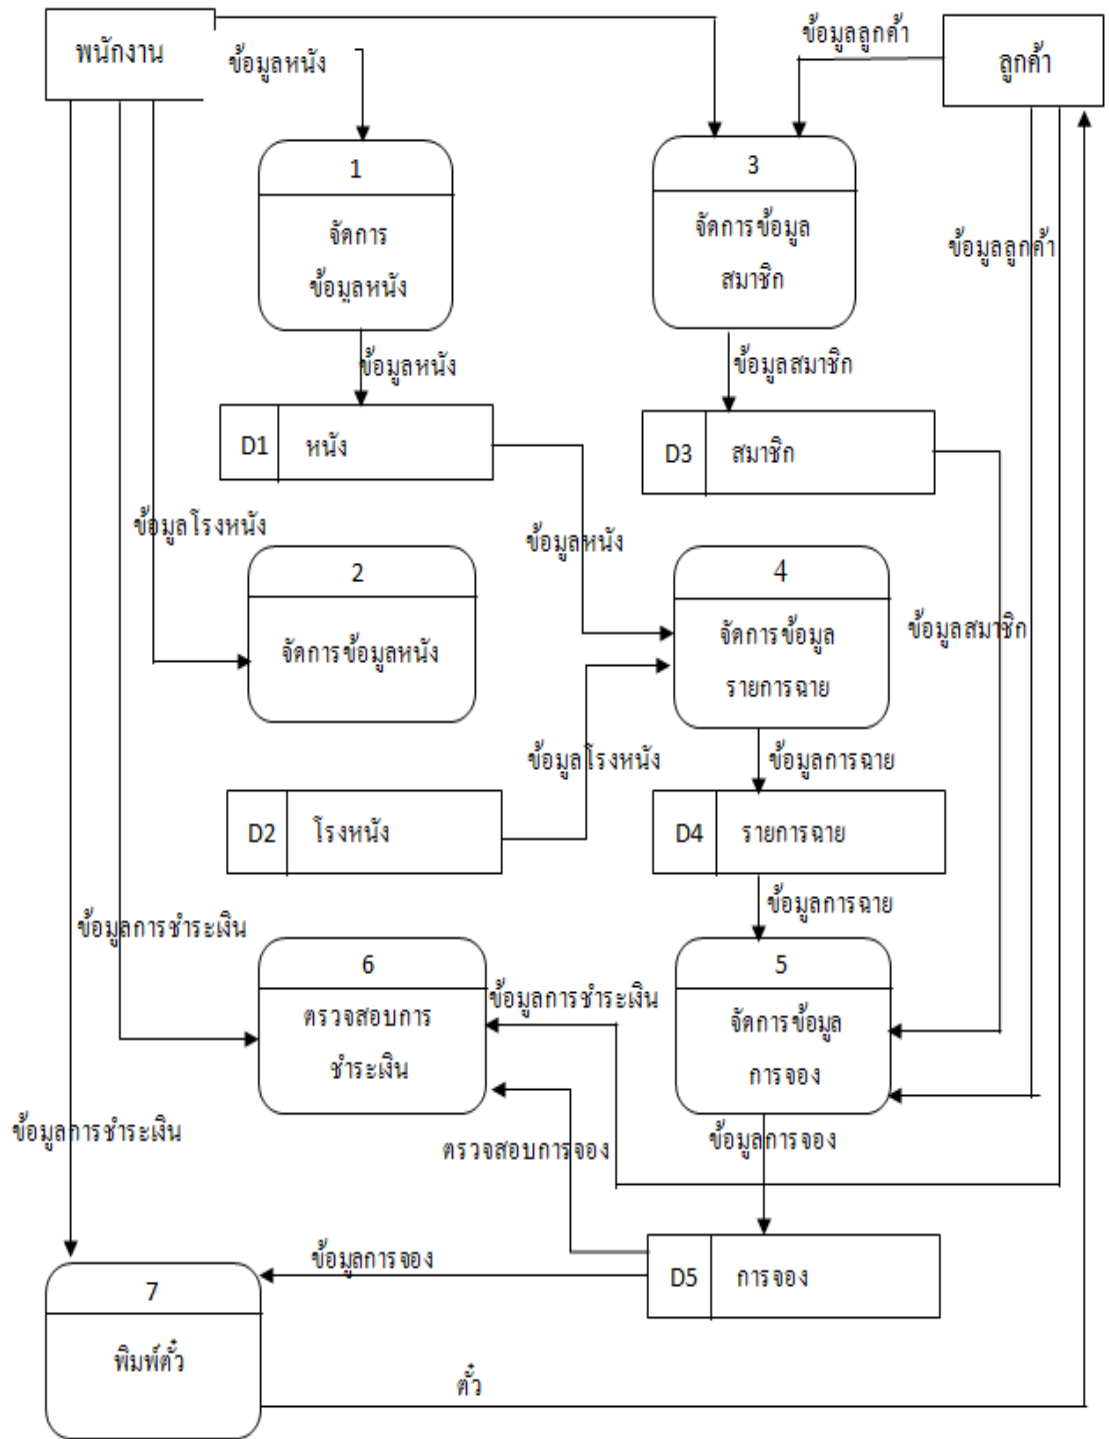 พนักงาน
ข้อมูลหนัง
ข้อมูลลูกค้า
ลูกค้า
1
จัดการ
ข้อมูลหนัง
3
จัดการข้อมูล
สมาชิก
ข้อมูลลูกค้า
ข้อมูลหนัง
ข้อมูลสมาชิก
D1
หนัง
D3
สมาชิก
ข้อมูลโรงหนัง
ข้อมูลหนัง
2
จัดการข้อมูลหนัง
4
จัดการข้อมูล
รายการฉาย
ข้อมูลสมาชิก
ข้อมูลโรงหนัง
ข้อมูลการฉาย
D2
โรงหนัง
D4
รายการฉาย
ข้อมูลการฉาย
ข้อมูลการชำระเงิน
6
ตรวจสอบการ
ชำระเงิน
ข้อมูลการชำระเงิน
5
จัดการข้อมูล
การจอง
ข้อมูลการชำระเงิน
ตรวจสอบการจอง
ข้อมูลการจอง
ข้อมูลการจอง
D5
การจอง
7
พิมพ์ตั๋ว
ตั๋ว